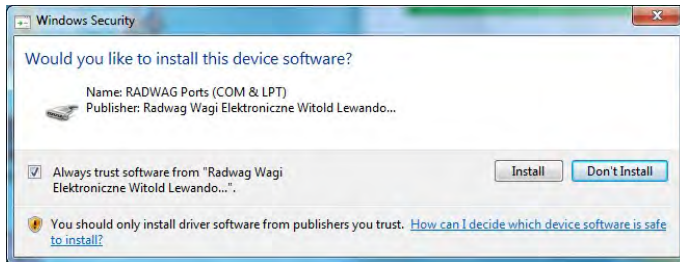 Windows Security
Would you like to install this device software?
Name: RADWAG Ports (COM & LPT)
Publisher: Radwag Wagi Elektroniczne Witold Lewando...
Always trust software from "Radwag Wagi
Elektroniczne Witold Lewando...".
Install
Don't Install
You should only install driver software from publishers you trust. How can I decide which device software is safe
to install?